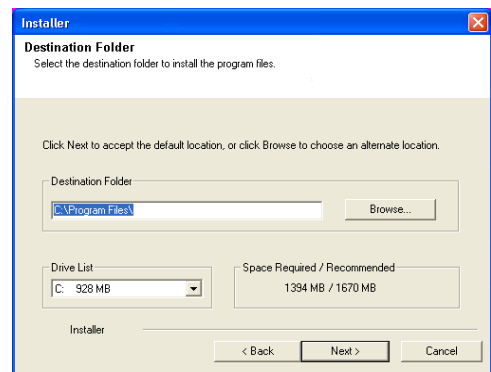 Installer
Destination Folder
Select the destination folder to install the program files.
Click Next to accept the default location, or click Browse to choose an alternate location.
Destination Folder
C:\Program Files\
Browse...
Drive List
C: 928 MB
Space Required / Recommended
1394 MB / 1670 MB
Installer
< Back
Next >
Cancel